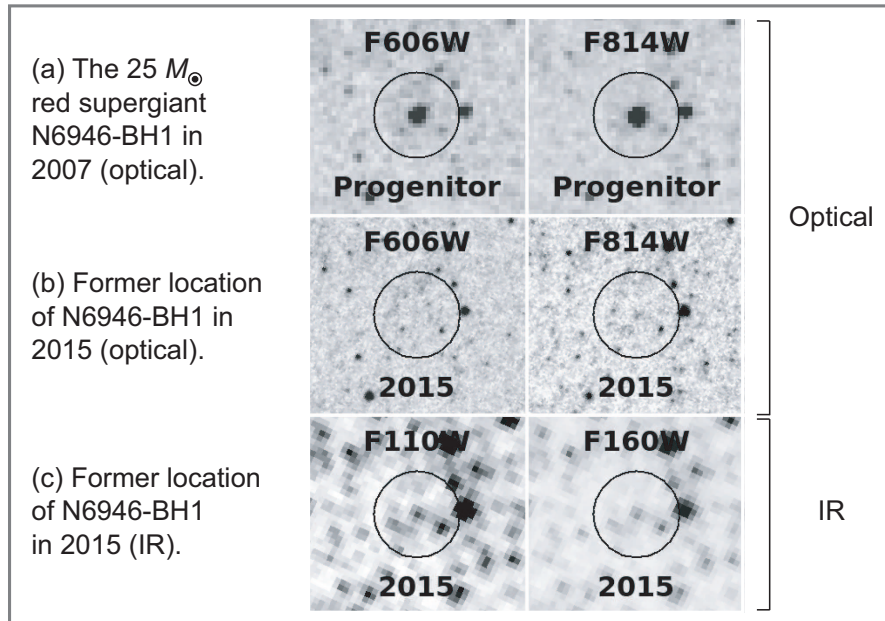 (a) The 25 M☉
red supergiant
N6946-BH1 in
2007 (optical).
F606W
F814W
Progenitor
Progenitor
(b) Former location
of N6946-BH1 in
2015 (optical).
F606W
F814W
2015
2015
Optical
(c) Former location
of N6946-BH1
in 2015 (IR).
F110W
F160W
2015
2015
IR